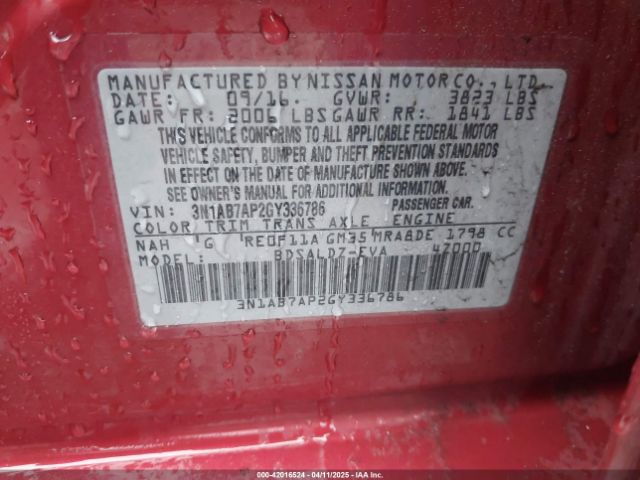 MANUFACTURED BY NISSAN MOTOR CO., LTD.
DATE: 09/16. GVWR: 3823 LBS
GAWR FR: 2006 LBS GAWR RR: 1841 LBS
THIS VEHICLE CONFORMS TO ALL APPLICABLE FEDERAL MOTOR
VEHICLE SAFETY, BUMPER AND THEFT PREVENTION STANDARDS
IN EFFECT ON THE DATE OF MANUFACTURE SHOWN ABOVE.
SEE OWNER'S MANUAL FOR ADDITIONAL INFORMATION.
VIN: 3N1AB7AP2GY336786 PASSENGER CAR.
COLOR TRIM TRANS AXLE ENGINE
NAH G RE0F11A GM35 MRA8DE 1798 CC
MODEL: BDSALDZ-EVA 47000
3N1AB7AP2GY336786
000-42016524 - 04/11/2025 - IAAI.COM